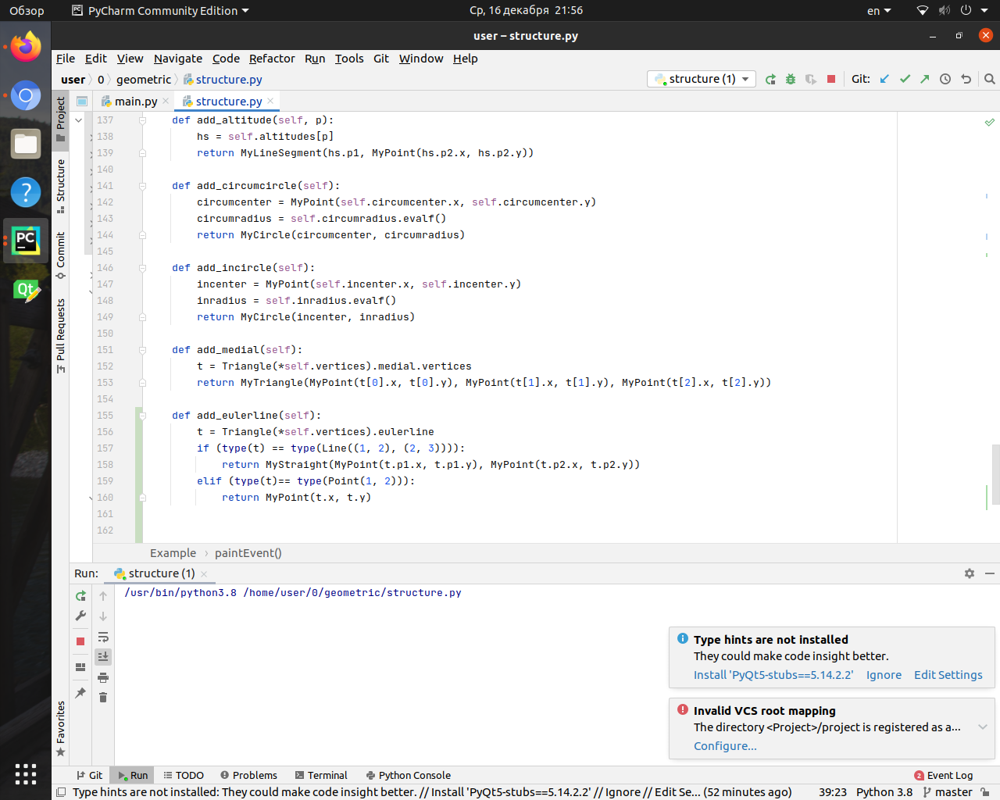 Обзор PyCharm Community Edition Ср, 16 декабря 21:56 en
user – structure.py
File Edit View Navigate Code Refactor Run Tools Git Window Help
user 0 geometric structure.py structure (1) Git:
main.py structure.py
Project
Structure
Commit
Pull Requests
Favorites
137 def add_altitude(self, p):
138 hs = self.altitudes[p]
139 return MyLineSegment(hs.p1, MyPoint(hs.p2.x, hs.p2.y))
140
141 def add_circumcircle(self):
142 circumcenter = MyPoint(self.circumcenter.x, self.circumcenter.y)
143 circumradius = self.circumradius.evalf()
144 return MyCircle(circumcenter, circumradius)
145
146 def add_incircle(self):
147 incenter = MyPoint(self.incenter.x, self.incenter.y)
148 inradius = self.inradius.evalf()
149 return MyCircle(incenter, inradius)
150
151 def add_medial(self):
152 t = Triangle(*self.vertices).medial.vertices
153 return MyTriangle(MyPoint(t[0].x, t[0].y), MyPoint(t[1].x, t[1].y), MyPoint(t[2].x, t[2].y))
154
155 def add_eulerline(self):
156 t = Triangle(*self.vertices).eulerline
157 if (type(t) == type(Line((1, 2), (2, 3)))):
158 return MyStraight(MyPoint(t.p1.x, t.p1.y), MyPoint(t.p2.x, t.p2.y))
159 elif (type(t)== type(Point(1, 2))):
160 return MyPoint(t.x, t.y)
161
162
Example › paintEvent()
Run: structure (1)
/usr/bin/python3.8 /home/user/0/geometric/structure.py
Type hints are not installed
They could make code insight better.
Install 'PyQt5-stubs==5.14.2.2' Ignore Edit Settings
Invalid VCS root mapping
The directory <Project>/project is registered as a...
Configure...
Git Run TODO Problems Terminal Python Console 2 Event Log
Type hints are not installed: They could make code insight better. // Install 'PyQt5-stubs==5.14.2.2' // Ignore // Edit Se... (52 minutes ago) 39:23 Python 3.8 master